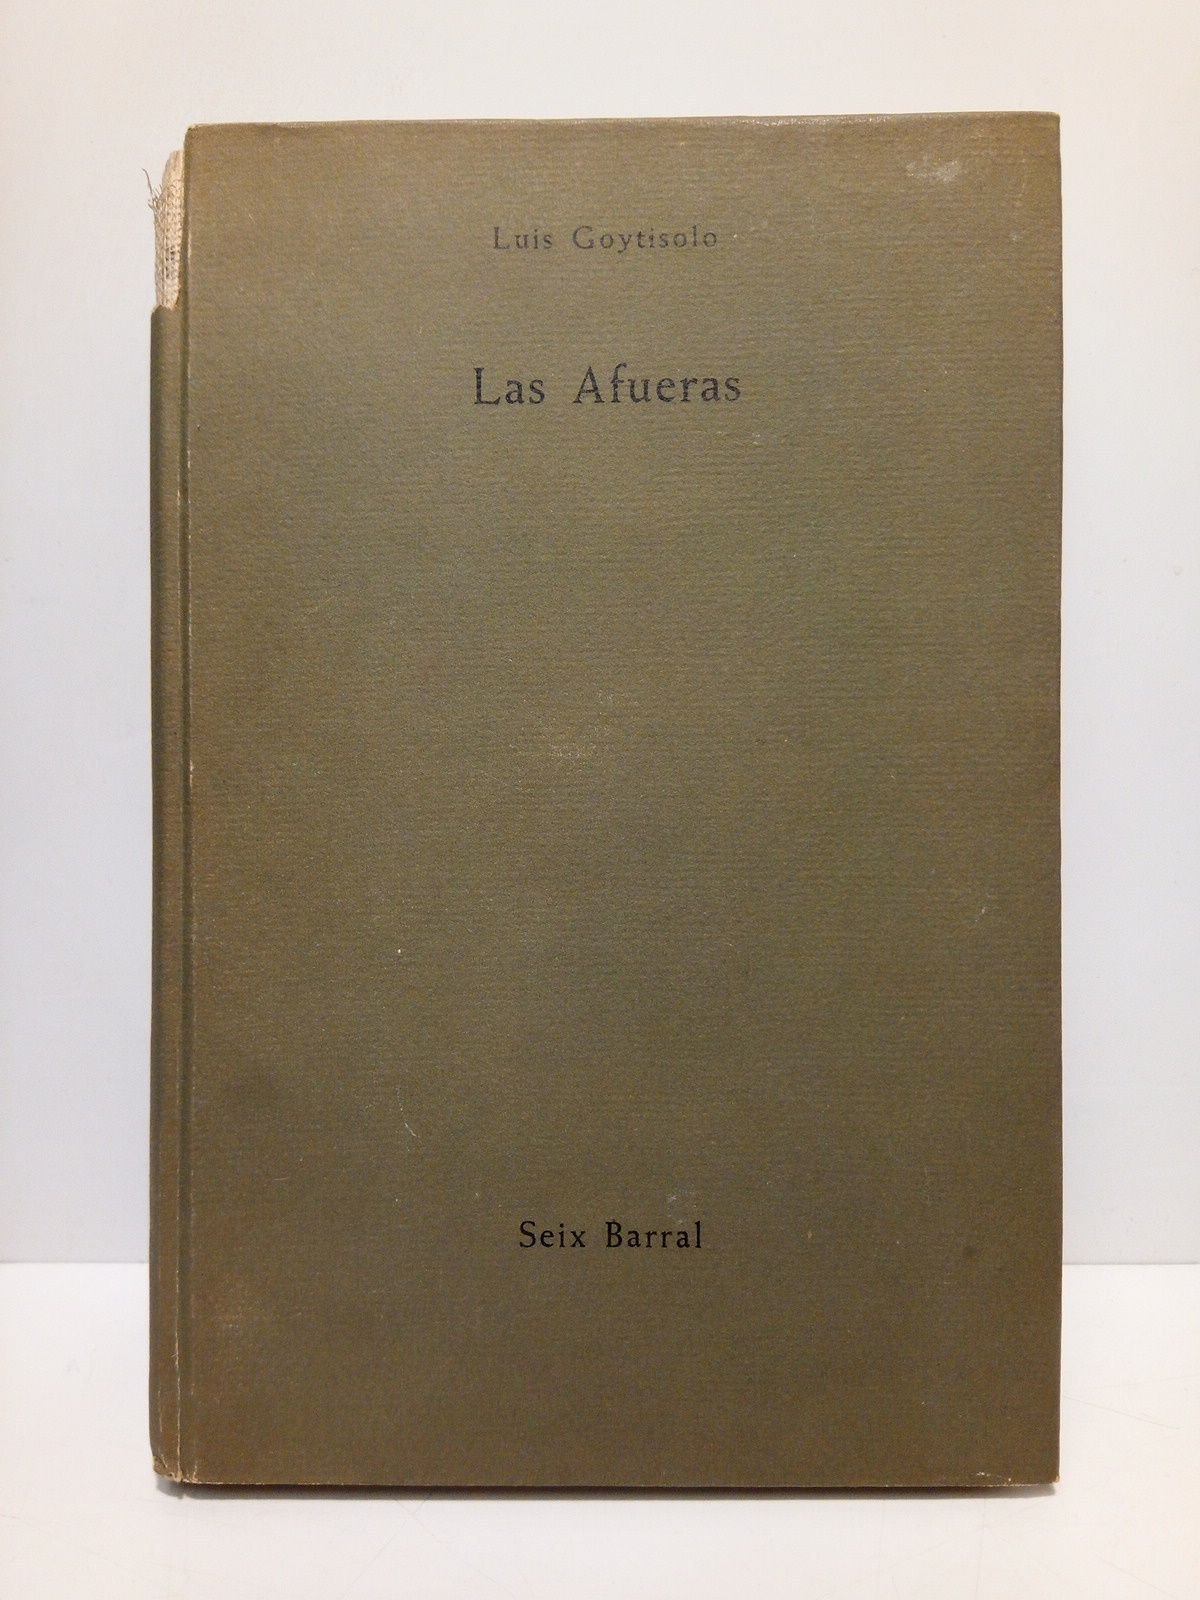 Luis Goytisolo
Las Afueras
Seix Barral